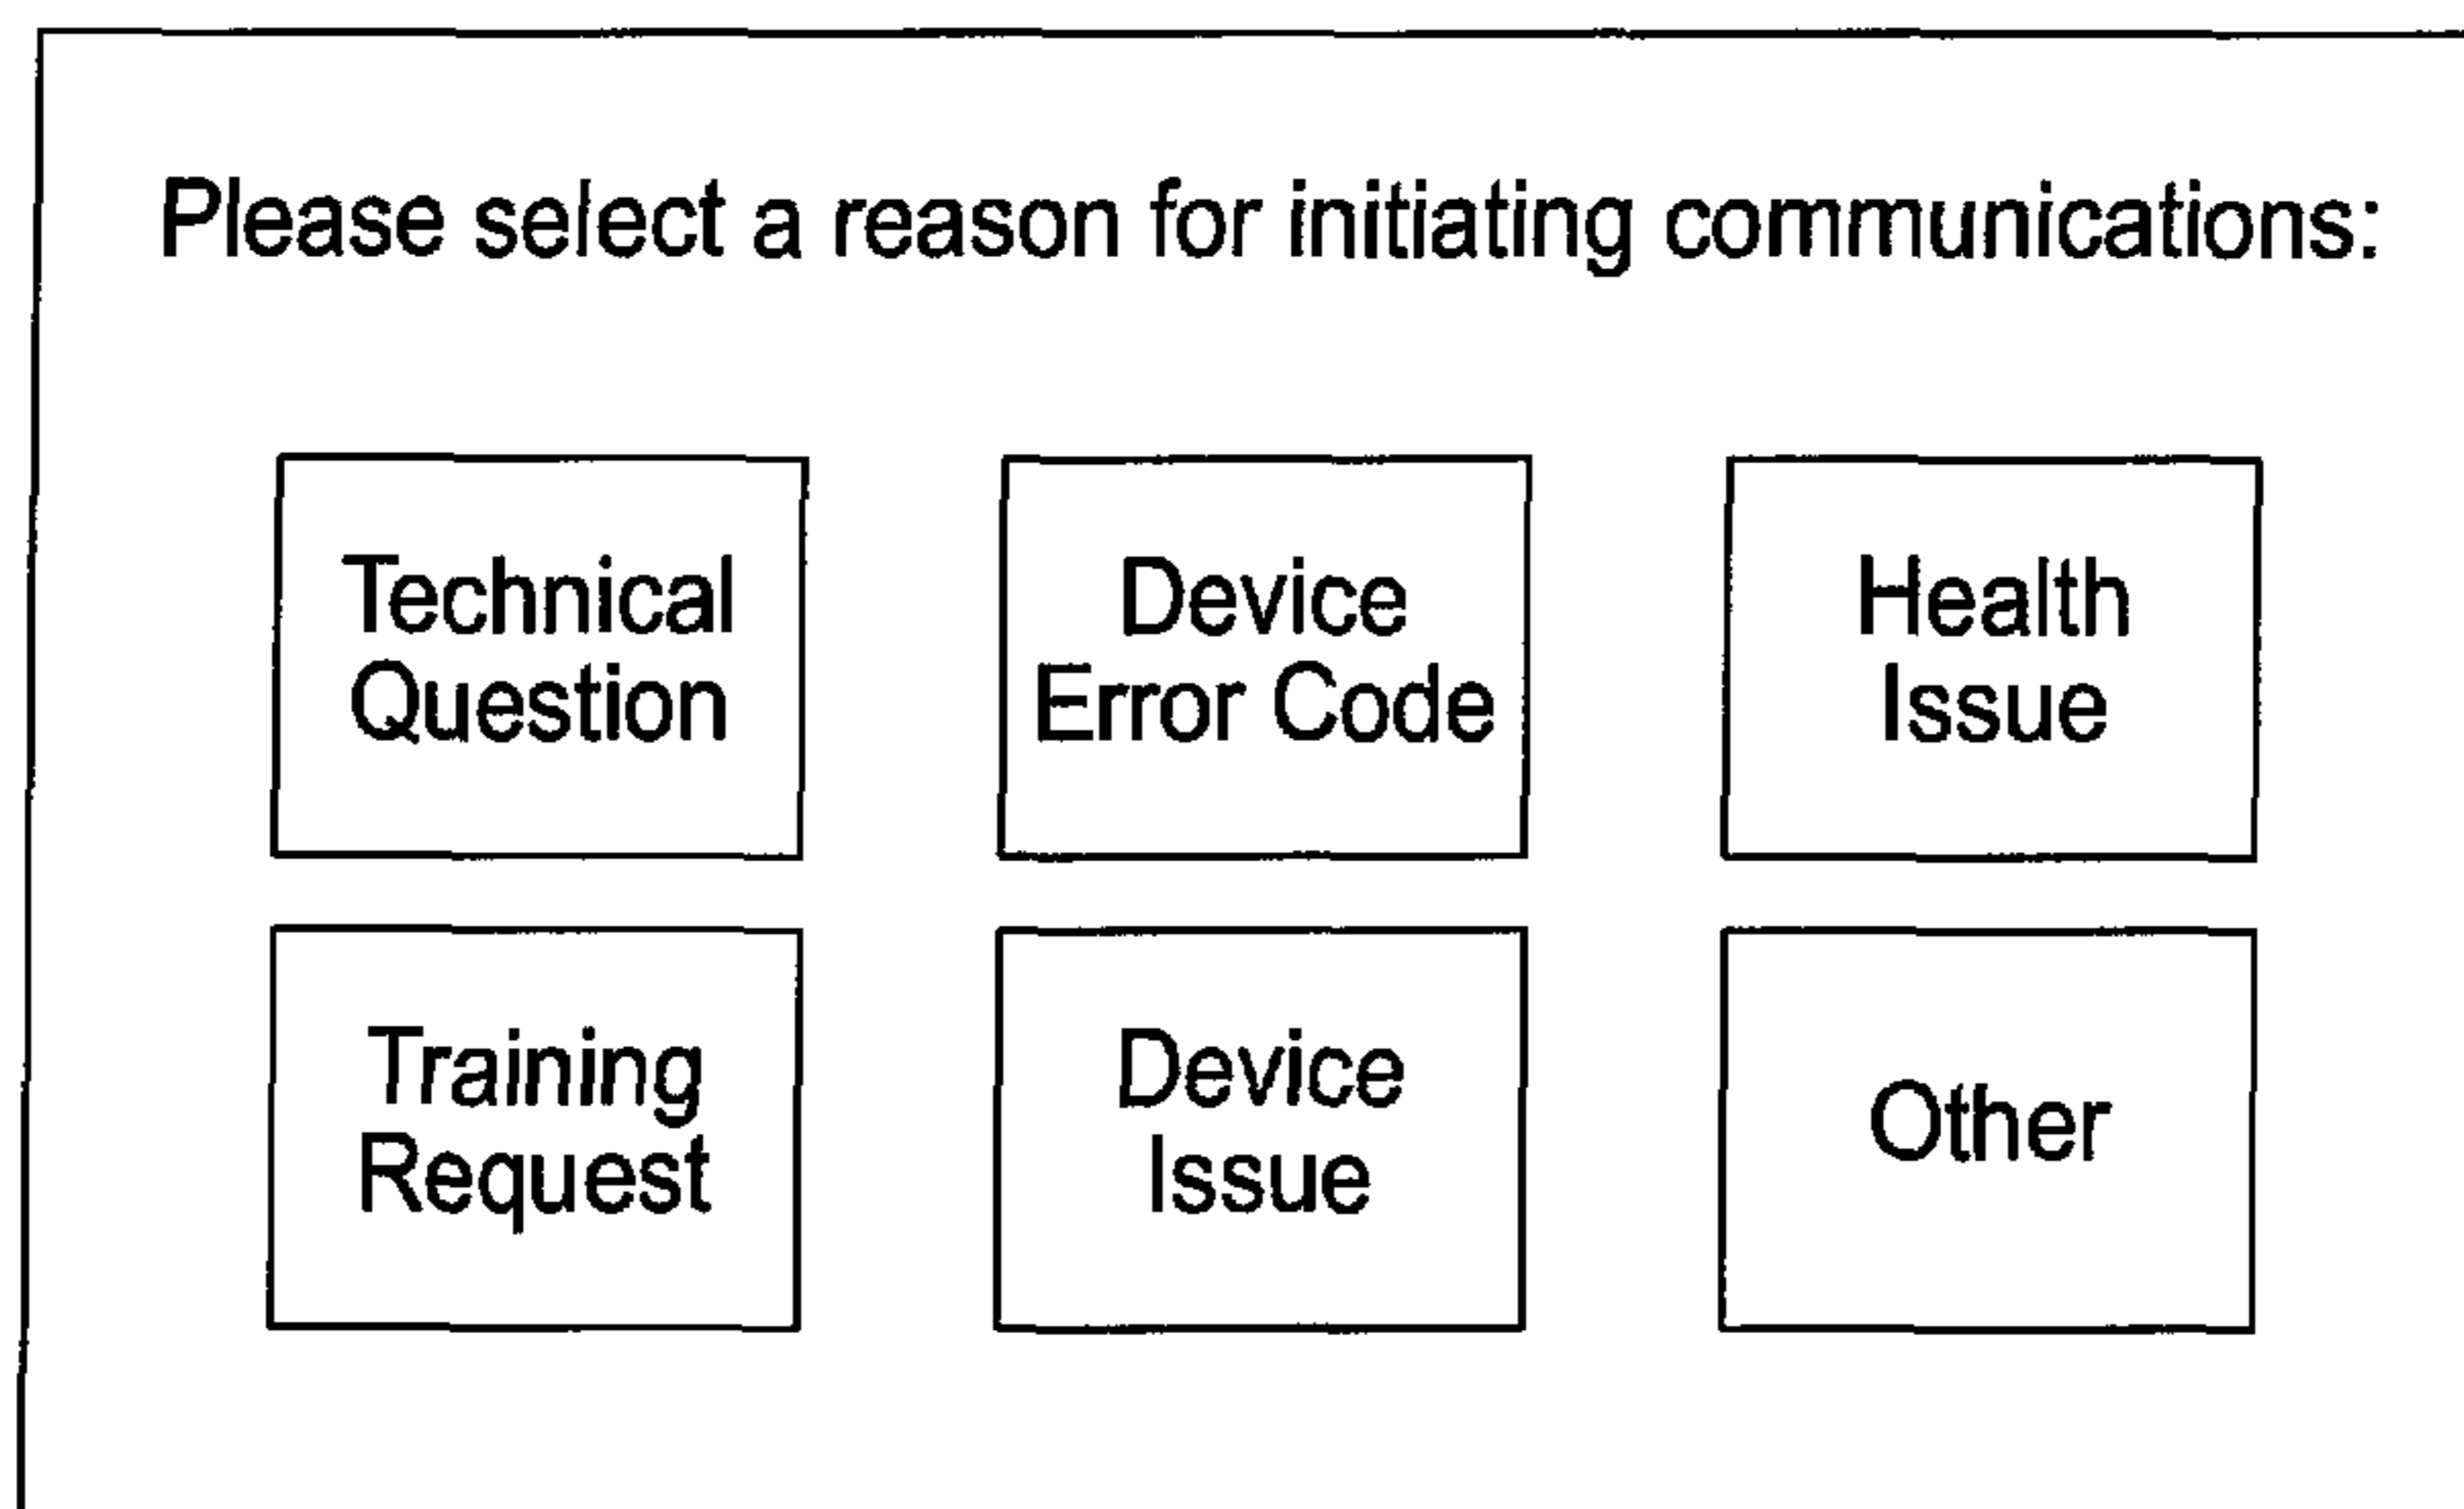 Please select a reason for initiating communications:
Technical
Question
Device
Error Code
Health
Issue
Training
Request
Device
Issue
Other